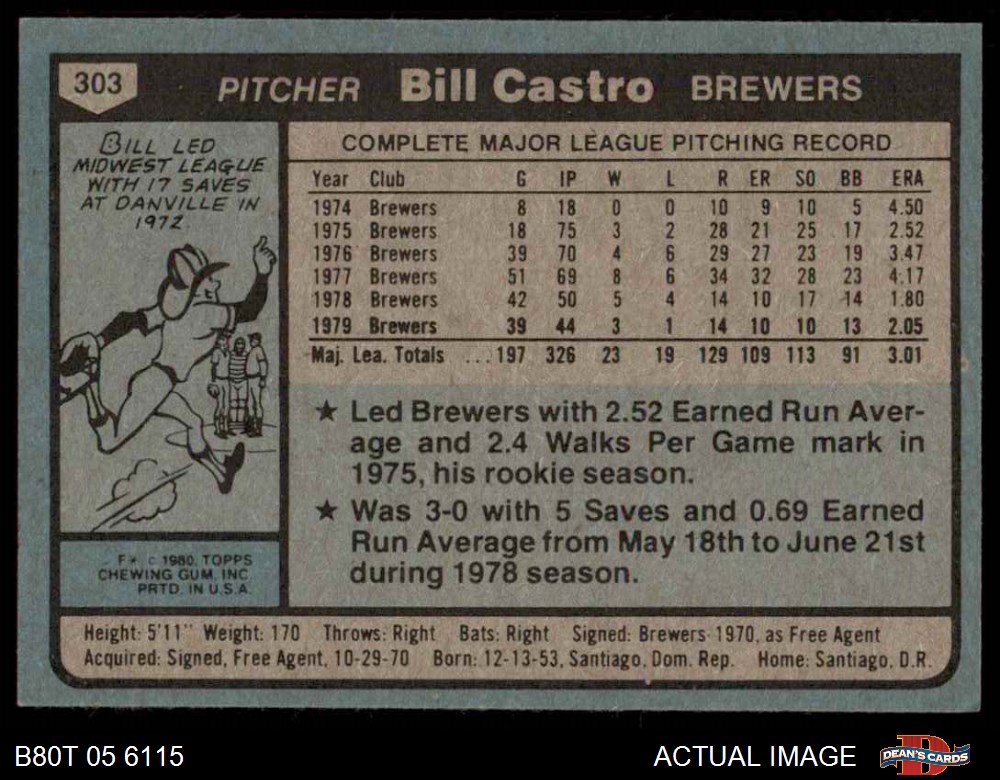 303 PITCHER Bill Castro BREWERS
BILL LED
MIDWEST LEAGUE
WITH 17 SAVES
AT DANVILLE IN
1972.
COMPLETE MAJOR LEAGUE PITCHING RECORD
Year Club G IP W L R ER SO BB ERA
1974 Brewers 8 18 0 0 10 9 10 5 4.50
1975 Brewers 18 75 3 2 28 21 25 17 2.52
1976 Brewers 39 70 4 6 29 27 23 19 3.47
1977 Brewers 51 69 8 6 34 32 28 23 4.17
1978 Brewers 42 50 5 4 14 10 17 14 1.80
1979 Brewers 39 44 3 1 14 10 10 13 2.05
Maj. Lea. Totals ...197 326 23 19 129 109 113 91 3.01
★ Led Brewers with 2.52 Earned Run Aver-
age and 2.4 Walks Per Game mark in
1975, his rookie season.
★ Was 3-0 with 5 Saves and 0.69 Earned
Run Average from May 18th to June 21st
during 1978 season.
F* © 1980 TOPPS
CHEWING GUM, INC
PRTD. IN U.S.A.
Height: 5'11" Weight: 170 Throws: Right Bats: Right Signed: Brewers 1970, as Free Agent
Acquired: Signed, Free Agent, 10-29-70 Born: 12-13-53, Santiago, Dom. Rep. Home: Santiago, D.R.
B80T 05 6115
ACTUAL IMAGE
DEAN'S CARDS